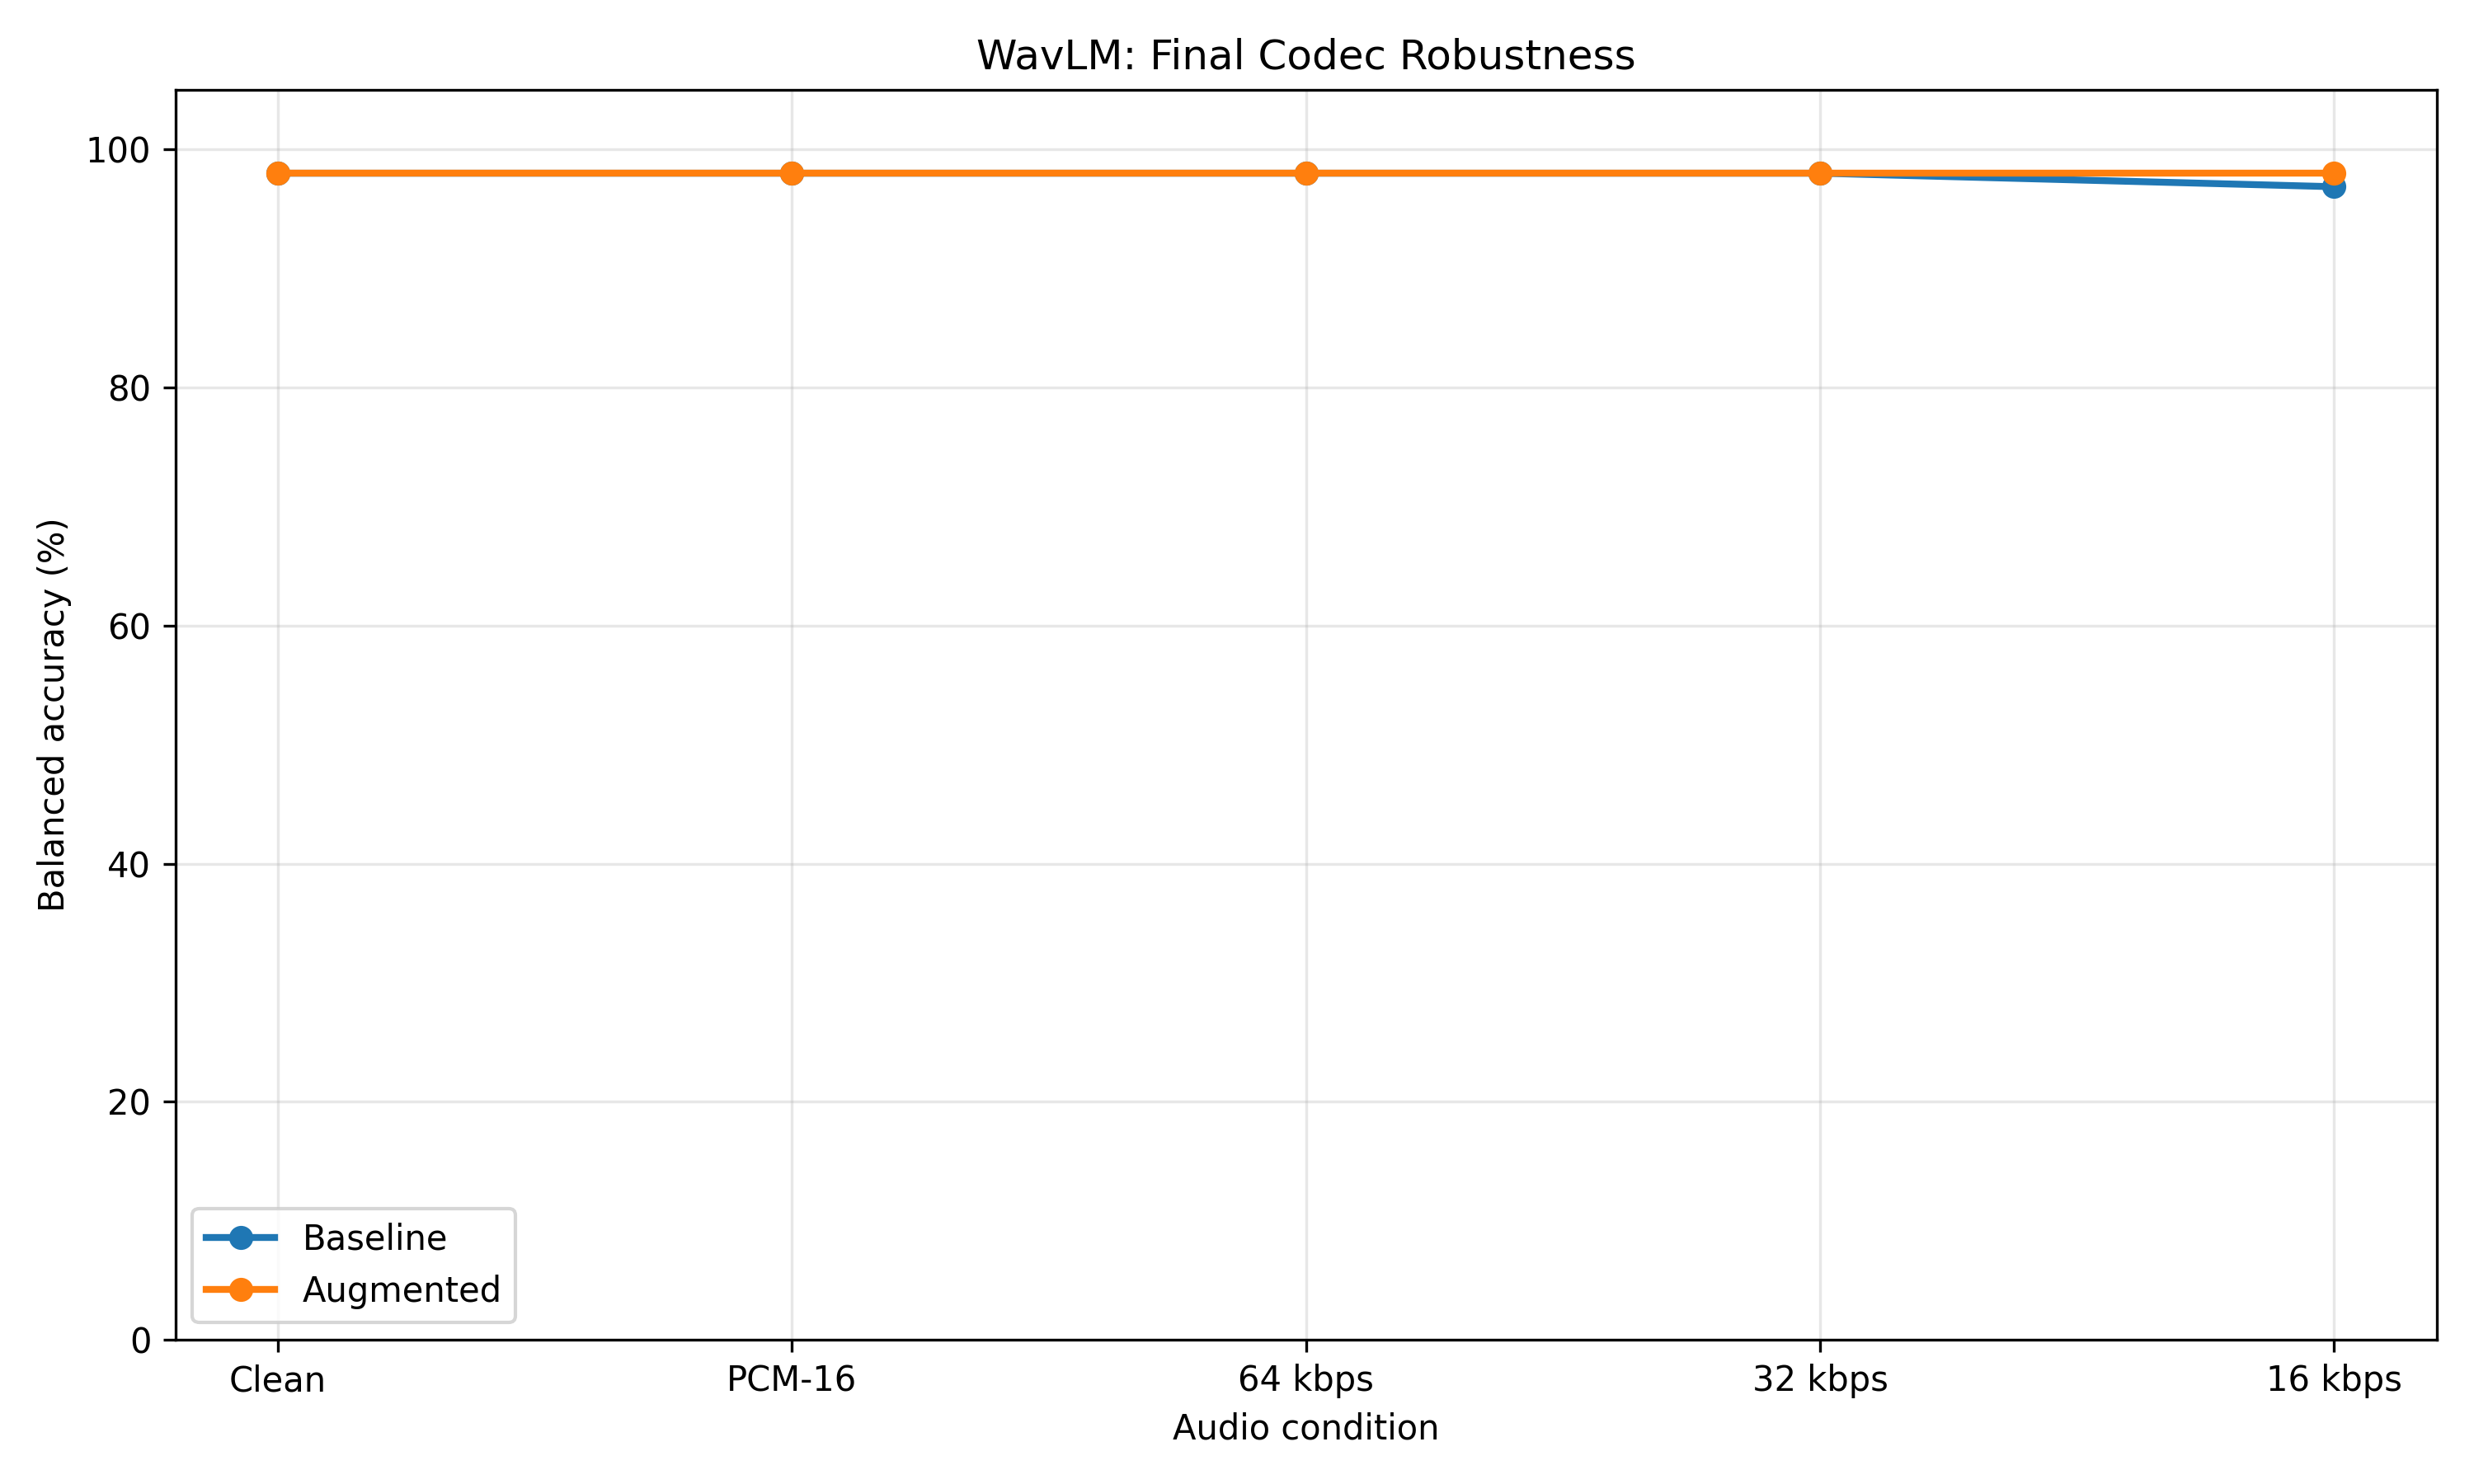 WavLM: Final Codec Robustness
Balanced accuracy (%)
100
80
60
40
20
0
Baseline
Augmented
Clean PCM-16 64 kbps 32 kbps 16 kbps
Audio condition